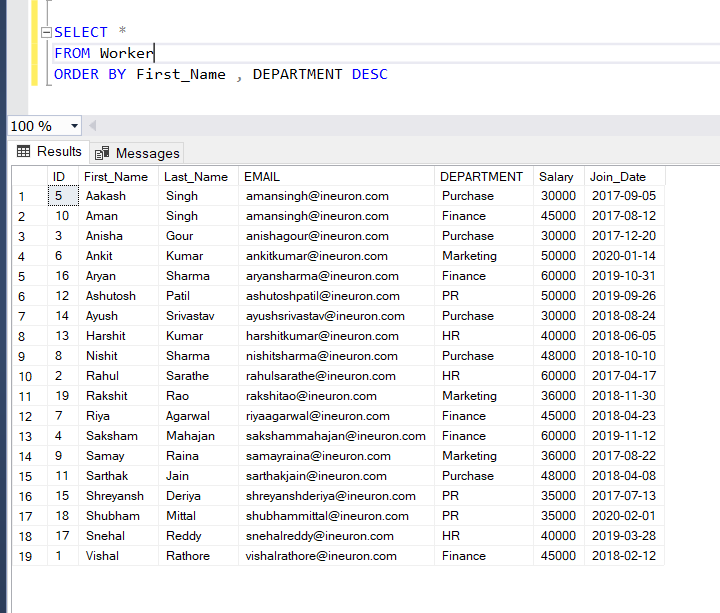 SELECT *
FROM Worker
ORDER BY First_Name , DEPARTMENT DESC
100 %
Results Messages
ID First_Name Last_Name EMAIL DEPARTMENT Salary Join_Date
1 5 Aakash Singh amansingh@ineuron.com Purchase 30000 2017-09-05
2 10 Aman Singh amansingh@ineuron.com Finance 45000 2017-08-12
3 3 Anisha Gour anishagour@ineuron.com Purchase 30000 2017-12-20
4 6 Ankit Kumar ankitkumar@ineuron.com Marketing 50000 2020-01-14
5 16 Aryan Sharma aryansharma@ineuron.com Finance 60000 2019-10-31
6 12 Ashutosh Patil ashutoshpatil@ineuron.com PR 50000 2019-09-26
7 14 Ayush Srivastav ayushsrivastav@ineuron.com Purchase 30000 2018-08-24
8 13 Harshit Kumar harshitkumar@ineuron.com HR 40000 2018-06-05
9 8 Nishit Sharma nishitsharma@ineuron.com Purchase 48000 2018-10-10
10 2 Rahul Sarathe rahulsarathe@ineuron.com HR 60000 2017-04-17
11 19 Rakshit Rao rakshitao@ineuron.com Marketing 36000 2018-11-30
12 7 Riya Agarwal riyaagarwal@ineuron.com Finance 45000 2018-04-23
13 4 Saksham Mahajan sakshammahajan@ineuron.com Finance 60000 2019-11-12
14 9 Samay Raina samayraina@ineuron.com Marketing 36000 2017-08-22
15 11 Sarthak Jain sarthakjain@ineuron.com Purchase 48000 2018-04-08
16 15 Shreyansh Deriya shreyanshderiya@ineuron.com PR 35000 2017-07-13
17 18 Shubham Mittal shubhammittal@ineuron.com PR 35000 2020-02-01
18 17 Snehal Reddy snehalreddy@ineuron.com HR 40000 2019-03-28
19 1 Vishal Rathore vishalrathore@ineuron.com Finance 45000 2018-02-12